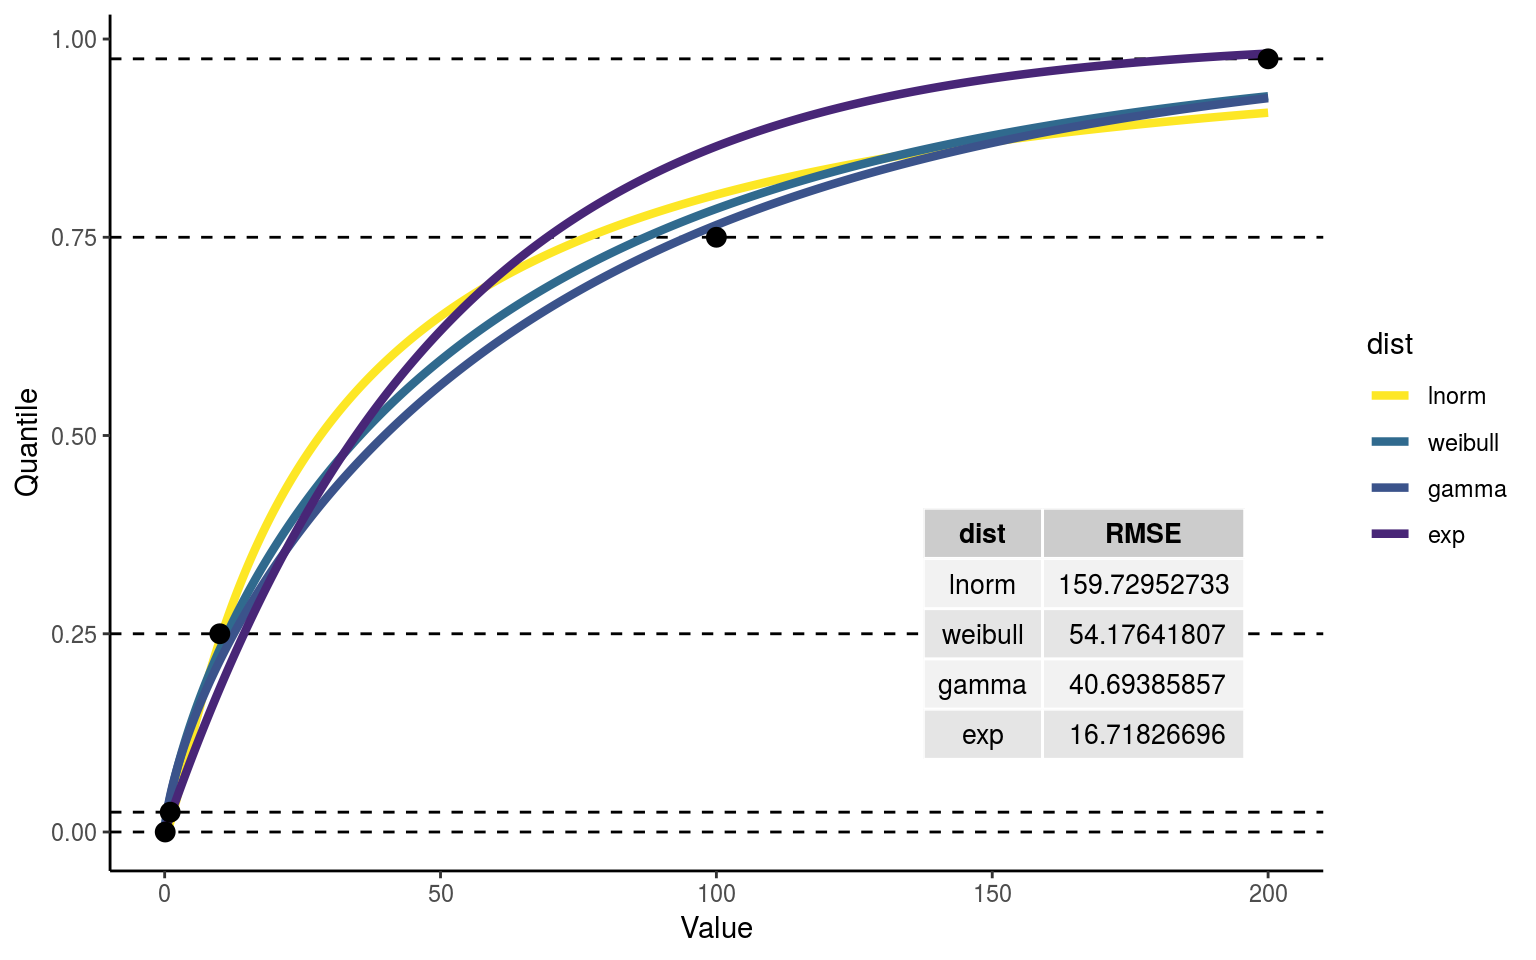 1.00
0.75
0.50
0.25
0.00
Quantile
0 50 100 150 200
Value
dist
lnorm
weibull
gamma
exp
dist RMSE
lnorm 159.72952733
weibull 54.17641807
gamma 40.69385857
exp 16.71826696